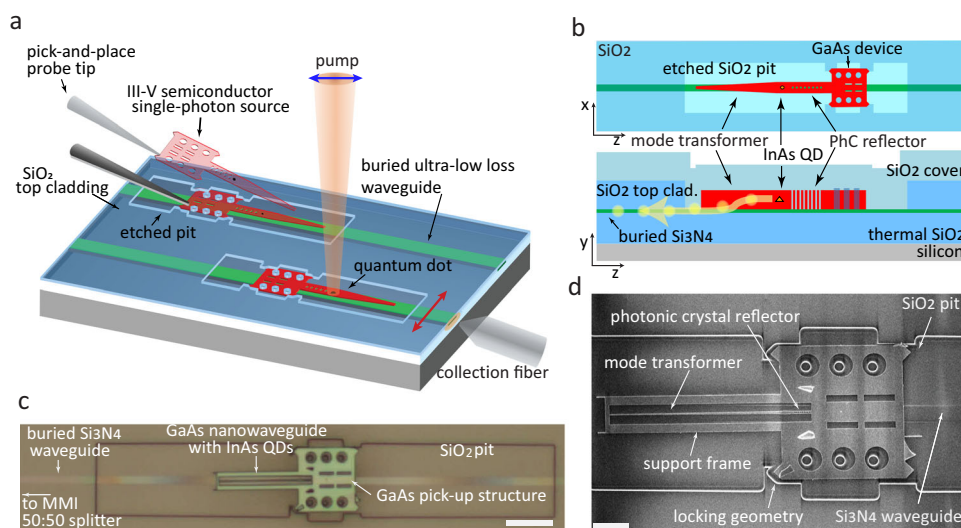 a
pick-and-place
probe tip
III-V semiconductor
single-photon source
pump
SiO₂
top cladding
buried ultra-low loss
waveguide
etched pit
quantum dot
collection fiber
b
SiO2
GaAs device
etched SiO2 pit
x
z
mode transformer
PhC reflector
InAs QD
SiO2 top clad.
SiO2 cover
buried Si3N4
thermal SiO2
silicon
y
z
c
buried Si3N4
waveguide
GaAs nanowaveguide
with InAs QDs
SiO2 pit
GaAs pick-up structure
to MMI
50:50 splitter
d
photonic crystal reflector
SiO2 pit
mode transformer
support frame
locking geometry
Si3N4 waveguide